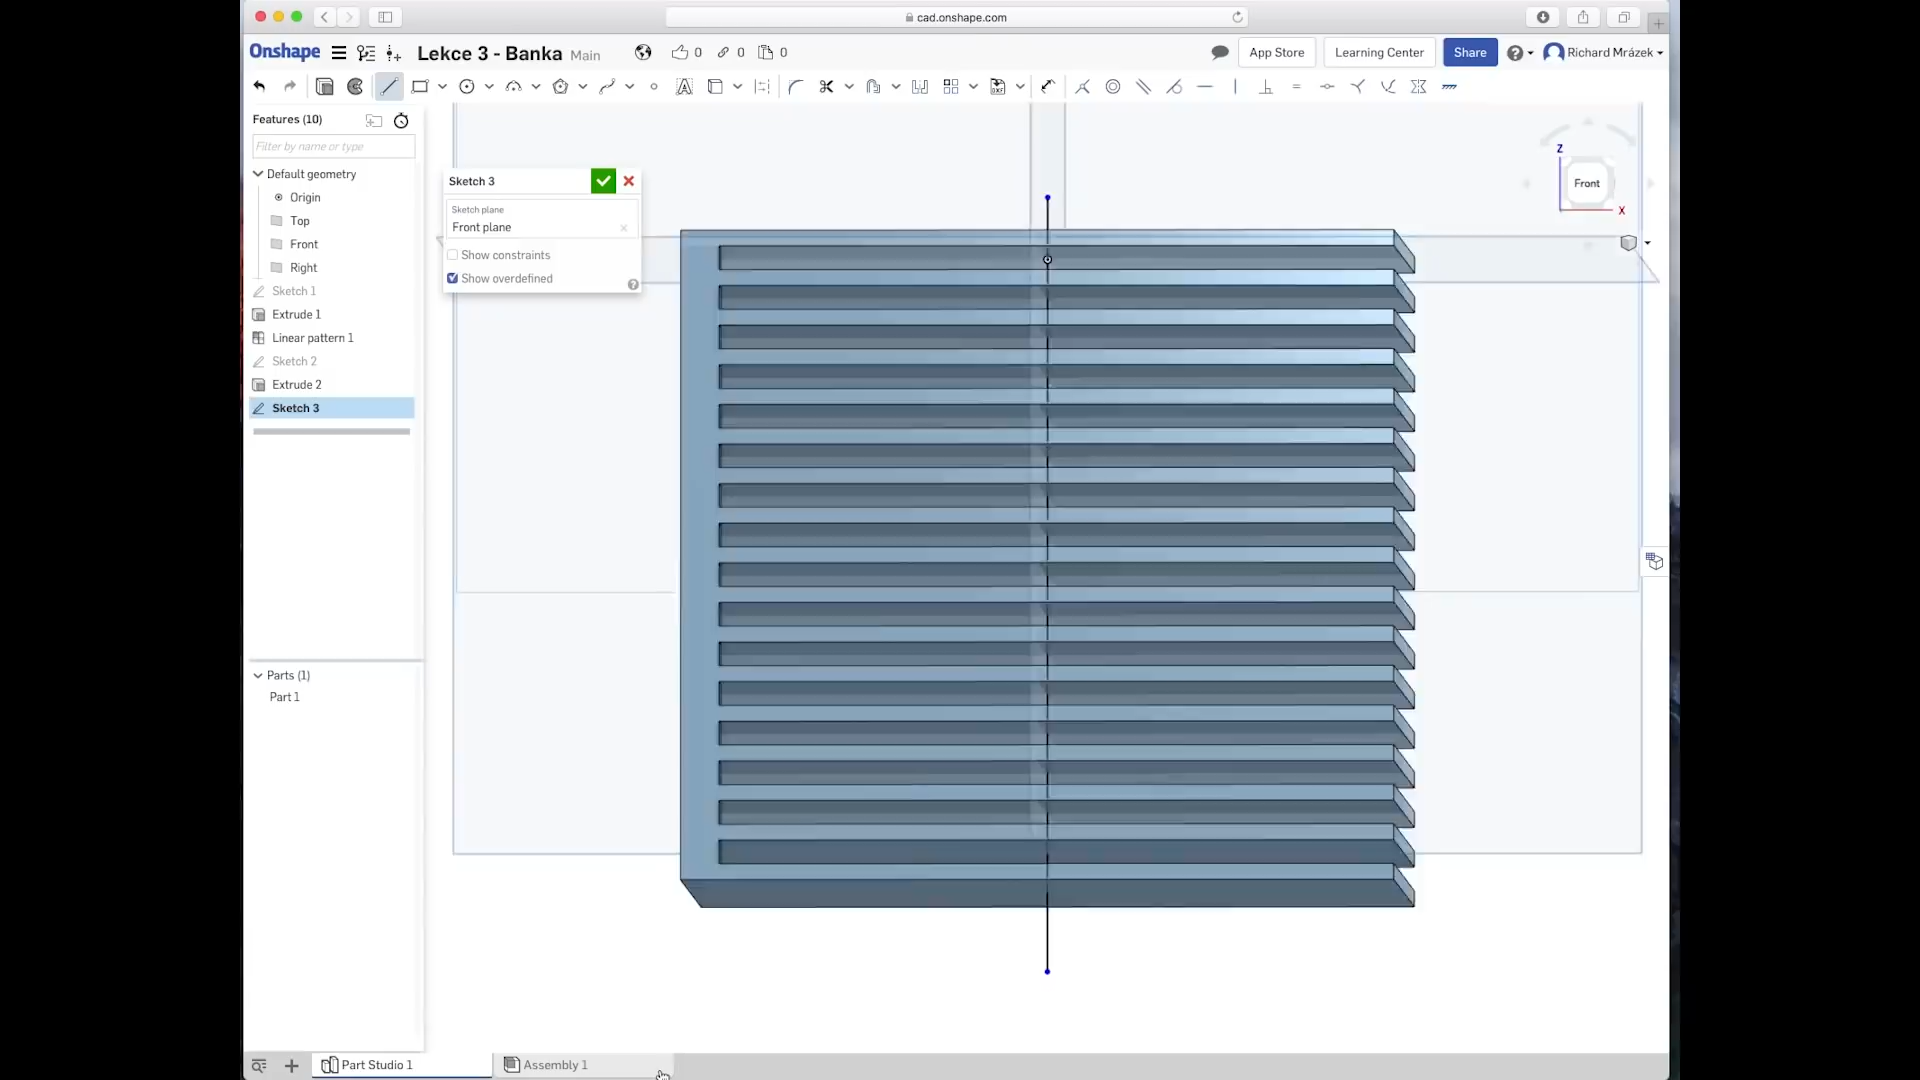 cad.onshape.com
Onshape Lekce 3 - Banka Main 0 0 0 App Store Learning Center Share Richard Mrázek
Features (10)
Filter by name or type
Default geometry
Origin
Top
Front
Right
Sketch 1
Extrude 1
Linear pattern 1
Sketch 2
Extrude 2
Sketch 3
Sketch 3
Sketch plane
Front plane
Show constraints
Show overdefined
Z
Front
X
Parts (1)
Part 1
Part Studio 1
Assembly 1